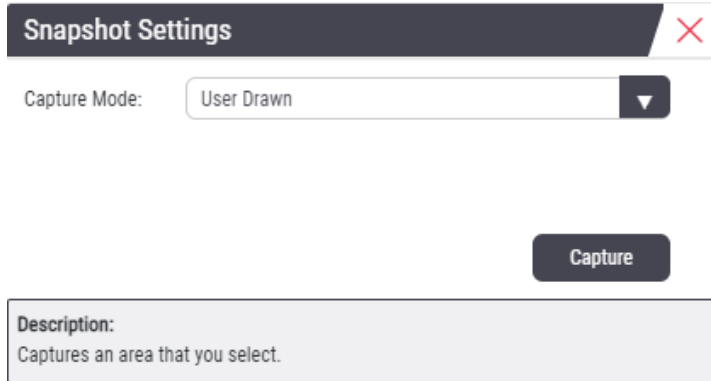 Snapshot Settings
Capture Mode: User Drawn
Capture
Description:
Captures an area that you select.